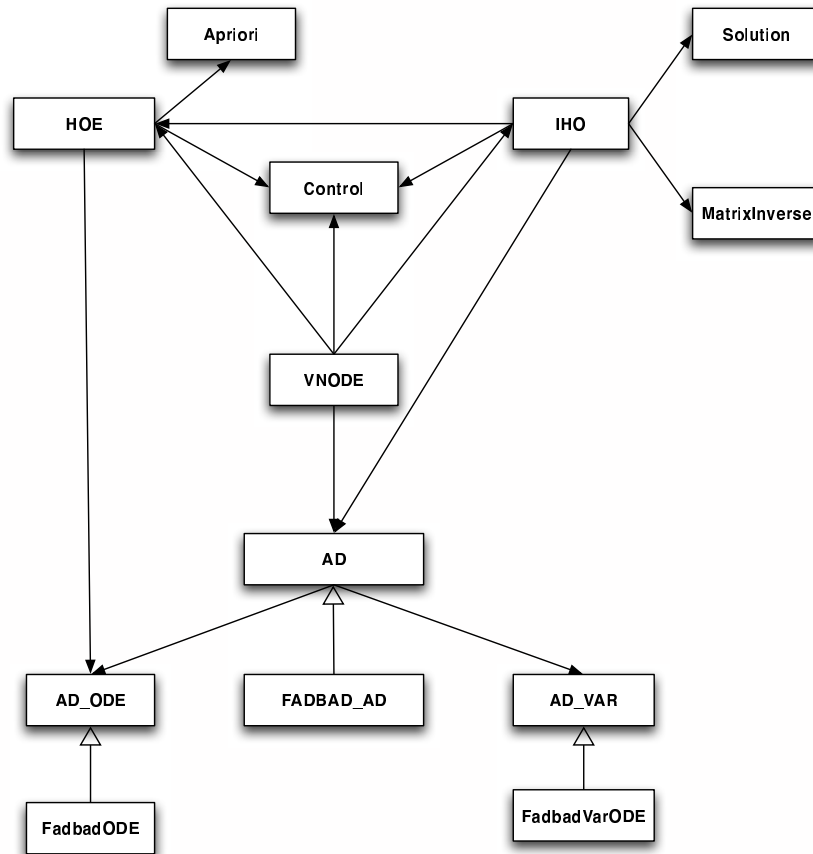 Apriori
Solution
HOE
IHO
Control
MatrixInverse
VNODE
AD
AD_ODE
FADBAD_AD
AD_VAR
FadbadODE
FadbadVarODE